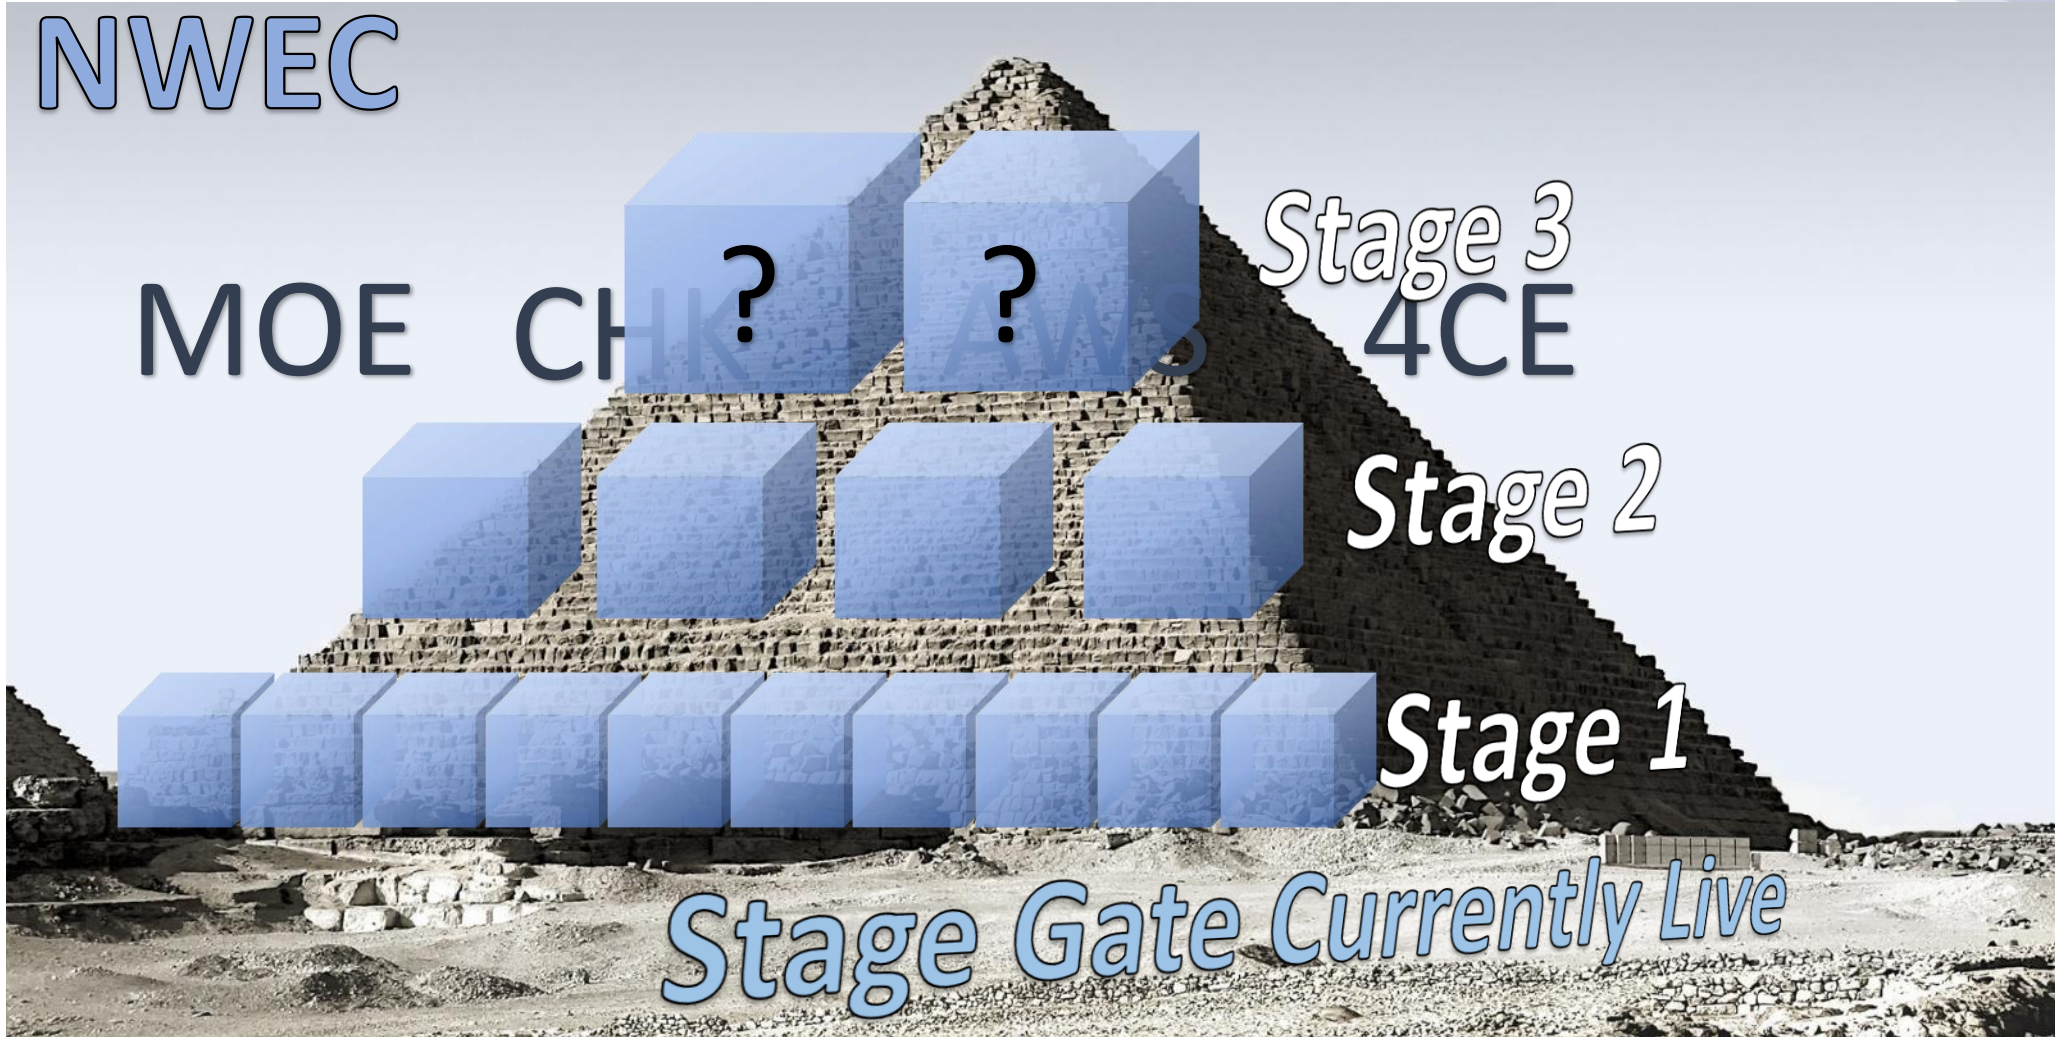 NWEC
? ?
Stage 3
MOE CHK AWS 4CE
Stage 2
Stage 1
Stage Gate Currently Live